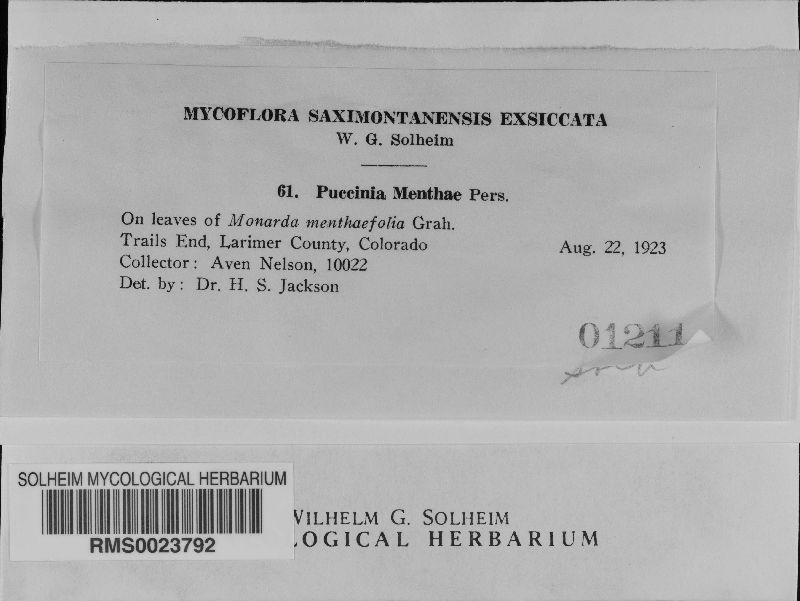 MYCOFLORA SAXIMONTANENSIS EXSICCATA
W. G. Solheim
61. Puccinia Menthae Pers.
On leaves of Monarda menthaefolia Grah.
Trails End, Larimer County, Colorado Aug. 22, 1923
Collector: Aven Nelson, 10022
Det. by: Dr. H. S. Jackson
01211
SOLHEIM MYCOLOGICAL HERBARIUM
RMS0023792
WILHELM G. SOLHEIM
LOGICAL HERBARIUM